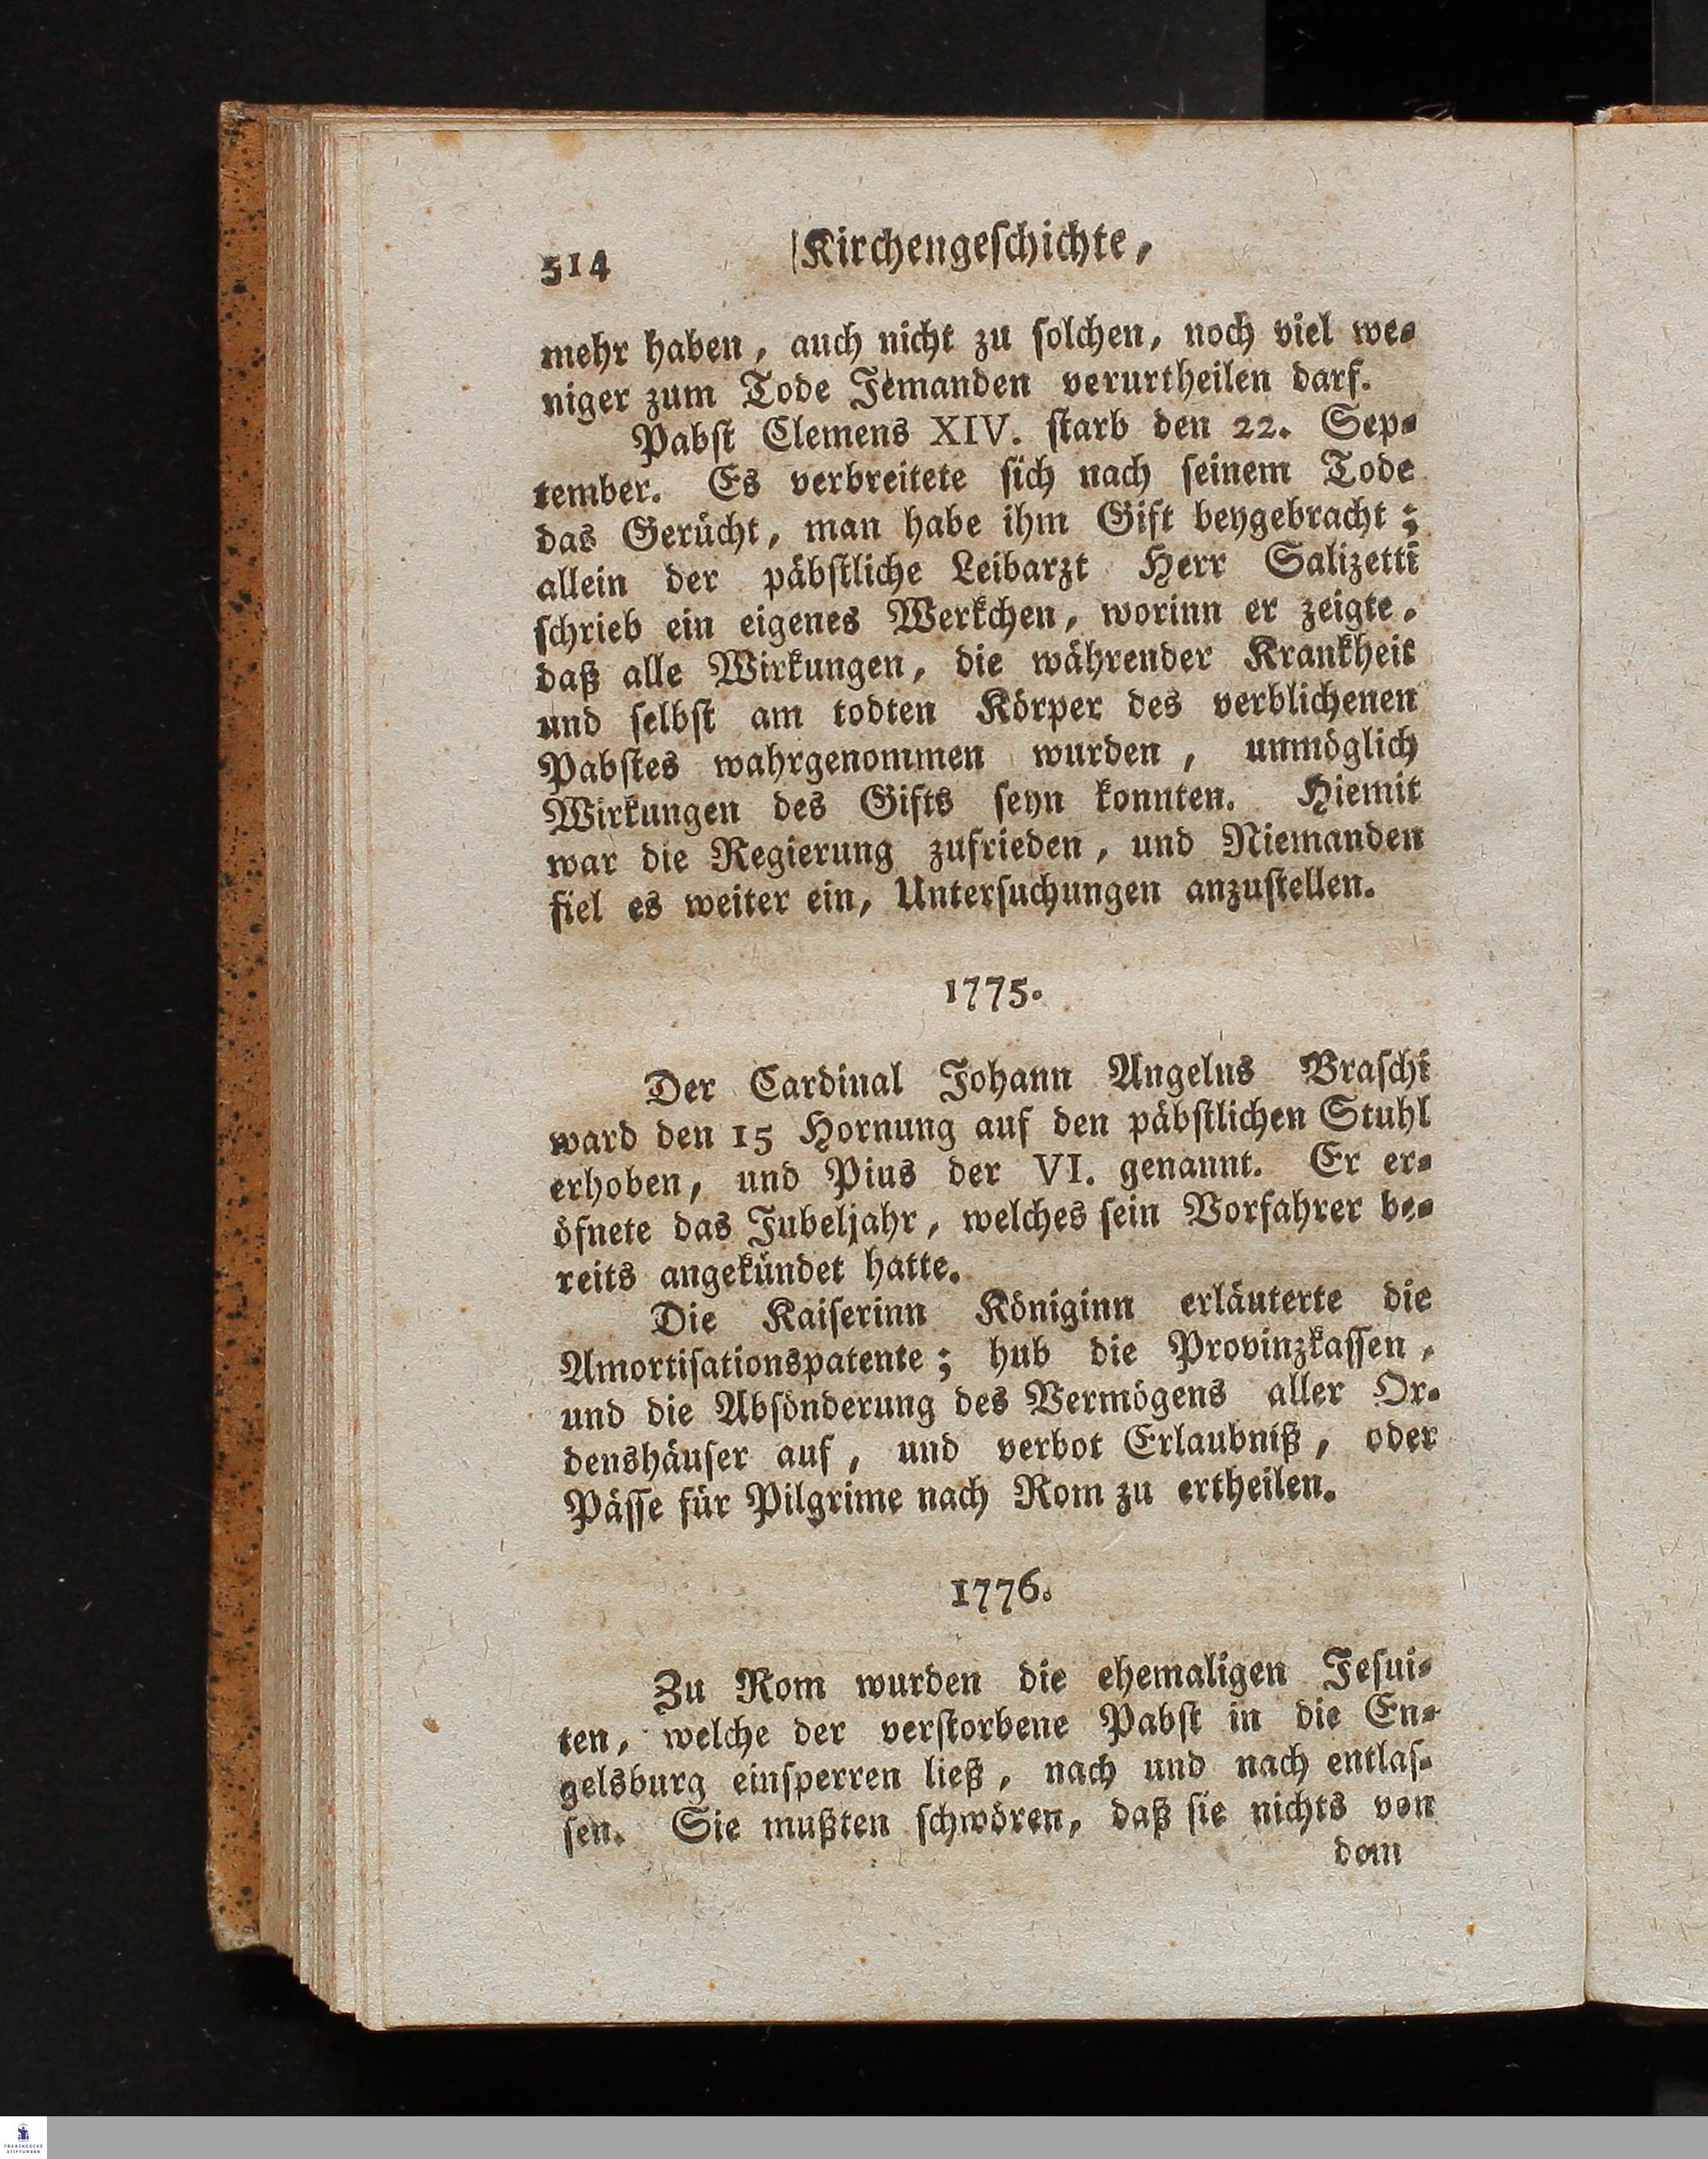 514 Kirchengeschichte,
mehr haben, auch nicht zu solchen, noch viel we-
niger zum Tode Jemanden verurtheilen darf.
Pabst Clemens XIV. starb den 22. Sep-
tember. Es verbreitete sich nach seinem Tode
das Gerücht, man habe ihm Gift beygebracht;
allein der päbstliche Leibarzt Herr Salizetti
schrieb ein eigenes Werkchen, worinn er zeigte,
daß alle Wirkungen, die währender Krankheit
und selbst am todten Körper des verblichenen
Pabstes wahrgenommen wurden, unmöglich
Wirkungen des Gifts seyn konnten. Hiemit
war die Regierung zufrieden, und Niemanden
fiel es weiter ein, Untersuchungen anzustellen.
1775.
Der Cardinal Johann Angelus Braschi
ward den 15 Hornung auf den päbstlichen Stuhl
erhoben, und Pius der VI. genannt. Er er-
öfnete das Jubeljahr, welches sein Vorfahrer be-
reits angekündet hatte.
Die Kaiserinn Königinn erläuterte die
Amortisationspatente; hub die Provinzkassen,
und die Absönderung des Vermögens aller Or-
denshäuser auf, und verbot Erlaubniß, oder
Pässe für Pilgrime nach Rom zu ertheilen.
1776.
Zu Rom wurden die ehemaligen Jesui-
ten, welche der verstorbene Pabst in die En-
gelsburg einsperren ließ, nach und nach entlas-
sen. Sie mußten schwören, daß sie nichts von
dem
FRANCKESCHE
STIFTUNGEN